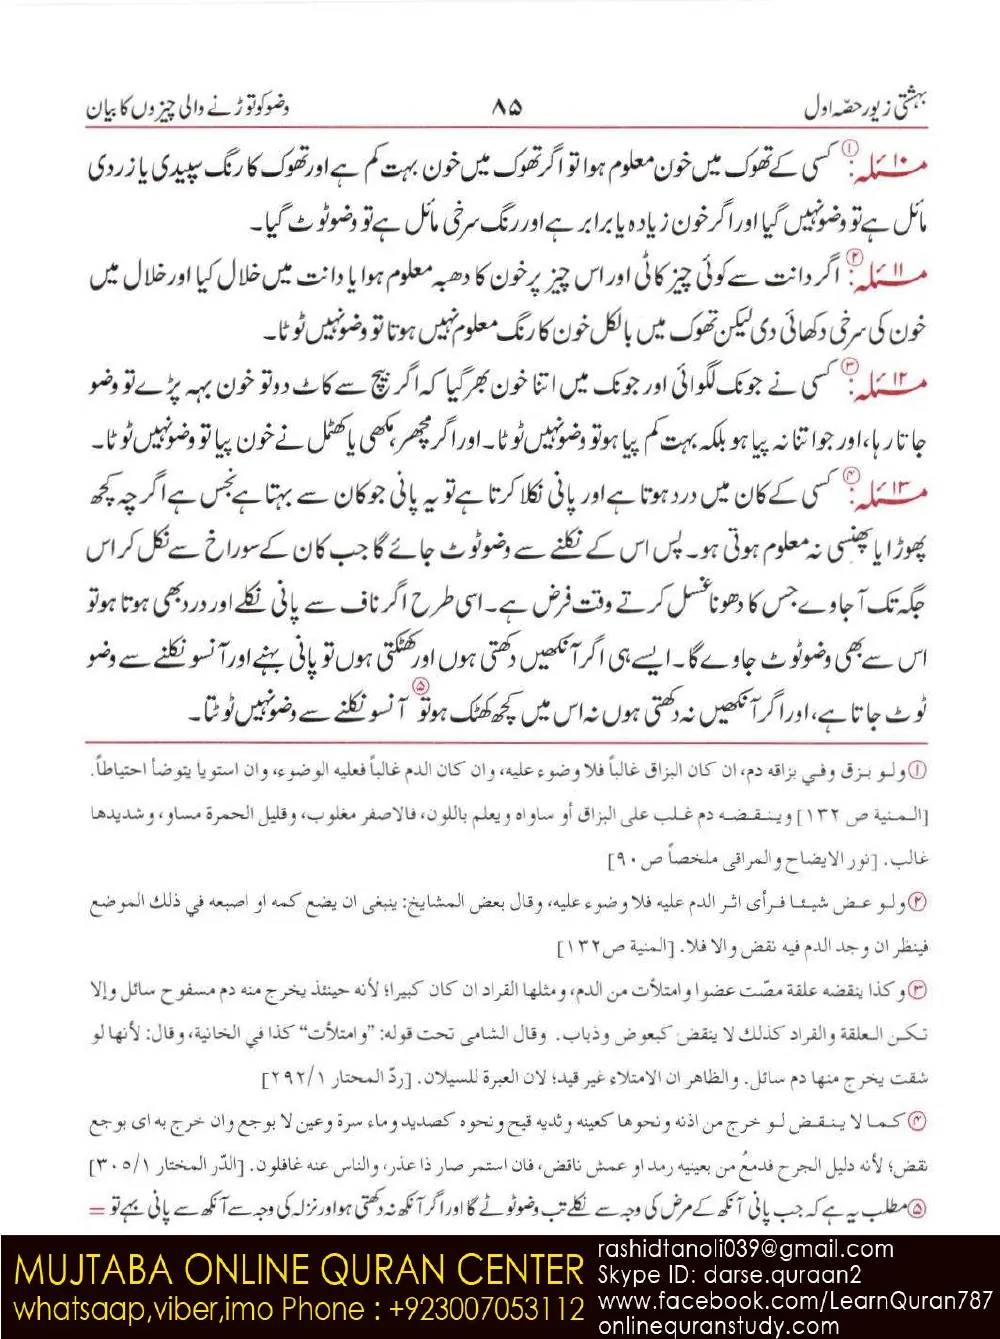 بہشتی زیور حصّہ اول ۸۵ وضو کو توڑنے والی چیزوں کا بیان
مسئلہ ۱۰: ① کسی کے تھوک میں خون معلوم ہوا تو اگر تھوک میں خون بہت کم ہے اور تھوک کا رنگ سپیدی یا زردی
مائل ہے تو وضو نہیں گیا اور اگر خون زیادہ یا برابر ہے اور رنگ سرخی مائل ہے تو وضو ٹوٹ گیا۔
مسئلہ ۱۱: ② اگر دانت سے کوئی چیز کاٹی اور اس چیز پر خون کا دھبہ معلوم ہوا یا دانت میں خلال کیا اور خلال میں
خون کی سرخی دکھائی دی لیکن تھوک میں بالکل خون کا رنگ معلوم نہیں ہوتا تو وضو نہیں ٹوٹا۔
مسئلہ ۱۲: ③ کسی نے جونک لگوائی اور جونک میں اتنا خون بھر گیا کہ اگر بیچ سے کاٹ دو تو خون بہہ پڑے تو وضو
جاتا رہا، اور جو اتنا نہ پیا ہو بلکہ بہت کم پیا ہو تو وضو نہیں ٹوٹا۔ اور اگر مچھر، مکھی یا کھٹمل نے خون پیا تو وضو نہیں ٹوٹا۔
مسئلہ ۱۳: ④ کسی کے کان میں درد ہوتا ہے اور پانی نکلا کرتا ہے تو یہ پانی جو کان سے بہتا ہے نجس ہے اگر چہ کچھ
پھوڑا یا پھنسی نہ معلوم ہوتی ہو۔ پس اس کے نکلنے سے وضو ٹوٹ جائے گا جب کان کے سوراخ سے نکل کر اس
جگہ تک آجاوے جس کا دھونا غسل کرتے وقت فرض ہے۔ اسی طرح اگر ناف سے پانی نکلے اور درد بھی ہوتا ہو تو
اس سے بھی وضو ٹوٹ جاوے گا۔ ایسے ہی اگر آنکھیں دکھتی ہوں اور کھٹکتی ہوں تو پانی بہنے اور آنسو نکلنے سے وضو
ٹوٹ جاتا ہے، اور اگر آنکھیں نہ دکھتی ہوں نہ اس میں کچھ کھٹک ہو تو ⑤ آنسو نکلنے سے وضو نہیں ٹوٹتا۔
① ولو بزق وفي بزاقه دم، ان كان البزاق غالباً فلا وضوء عليه، وان كان الدم غالباً فعليه الوضوء، وان استويا يتوضأ احتياطاً.
[المنية ص ١٣٢] وينقضه دم غلب على البزاق أو ساواه ويعلم باللون، فالاصفر مغلوب، وقليل الحمرة مساو، وشديدها
غالب. [نور الايضاح والمراقى ملخصاً ص ٩٠]
② ولو عض شيئا فرأى اثر الدم عليه فلا وضوء عليه، وقال بعض المشايخ: ينبغى ان يضع كمه او اصبعه في ذلك الموضع
فينظر ان وجد الدم فيه نقض والا فلا. [المنية ص ١٣٢]
③ وكذا ينقضه علقة مصّت عضوا وامتلأت من الدم، ومثلها القراد ان كان كبيرا؛ لأنه حينئذ يخرج منه دم مسفوح سائل وإلا
تكن العلقة والقراد كذلك لا ينقض كبعوض وذباب. وقال الشامى تحت قوله: "وامتلأت" كذا في الخانية، وقال: لأنها لو
شقت يخرج منها دم سائل. والظاهر ان الامتلاء غير قيد؛ لان العبرة للسيلان. [ردّ المحتار ٢٩٢/١]
④ كما لا ينقض لو خرج من اذنه ونحوها كعينه وثديه قيح ونحوه كصديد وماء سرة وعين لا بوجع وان خرج به اى بوجع
نقض؛ لأنه دليل الجرح فدمعُ من بعينيه رمد او عمش ناقض، فان استمر صار ذا عذر، والناس عنه غافلون. [الدّر المختار ٣٠٥/١]
⑤ مطلب یہ ہے کہ جب پانی آنکھ کے مرض کی وجہ سے نکلے تب وضو ٹوٹے گا اور اگر آنکھ نہ دکھتی ہو اور نزلہ کی وجہ سے آنکھ سے پانی بہے تو =
MUJTABA ONLINE QURAN CENTER
whatsaap,viber,imo Phone : +923007053112
rashidtanoli039@gmail.com
Skype ID: darse.quraan2
www.facebook.com/LearnQuran787
onlinequranstudy.com